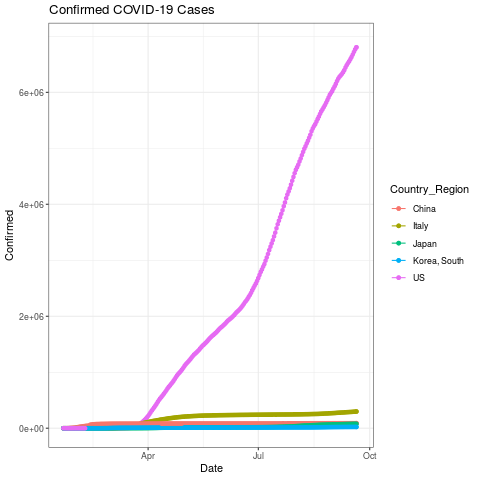 Confirmed COVID-19 Cases
Confirmed
6e+06
4e+06
2e+06
0e+00
Apr
Jul
Oct
Date
Country_Region
China
Italy
Japan
Korea, South
US